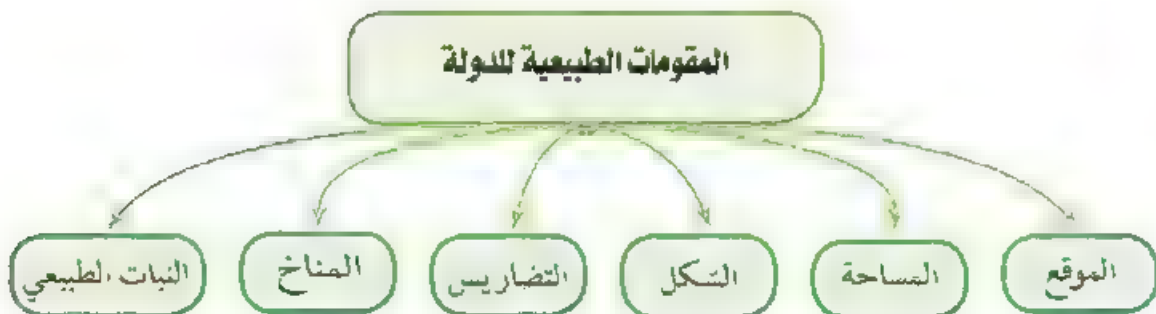 المقومات الطبيعية للدولة
الموقع
المساحة
الشكل
التضاريس
المناخ
النبات الطبيعي